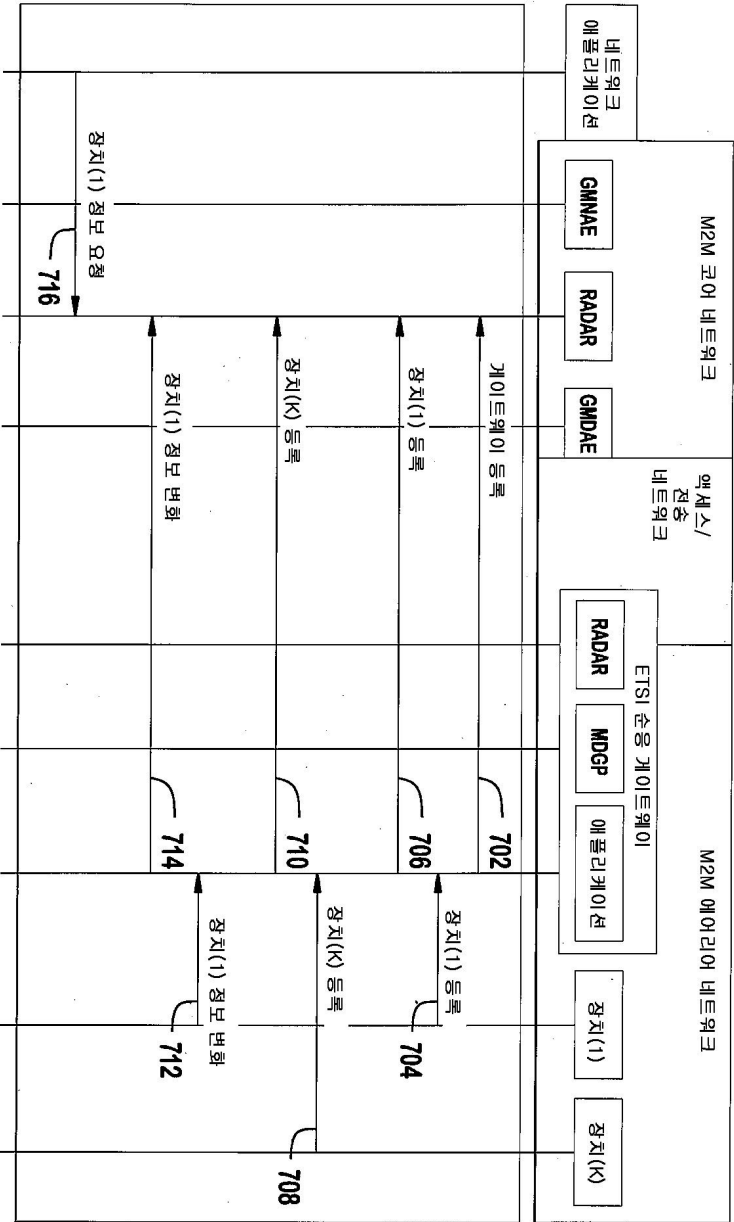 네트워크
애플리케이션
M2M 코어 네트워크
GMNAE
RADAR
GMDAE
액세스/
전송
네트워크
M2M 에어리어 네트워크
ETSI 순응 게이트웨이
RADAR
MDGP
애플리케이션
장치(1)
장치(K)
게이트웨이 등록
702
장치(1) 등록
704
장치(1) 등록
706
장치(K) 등록
708
장치(K) 등록
710
장치(1) 정보 변화
712
장치(1) 정보 변화
714
장치(1) 정보 요청
716